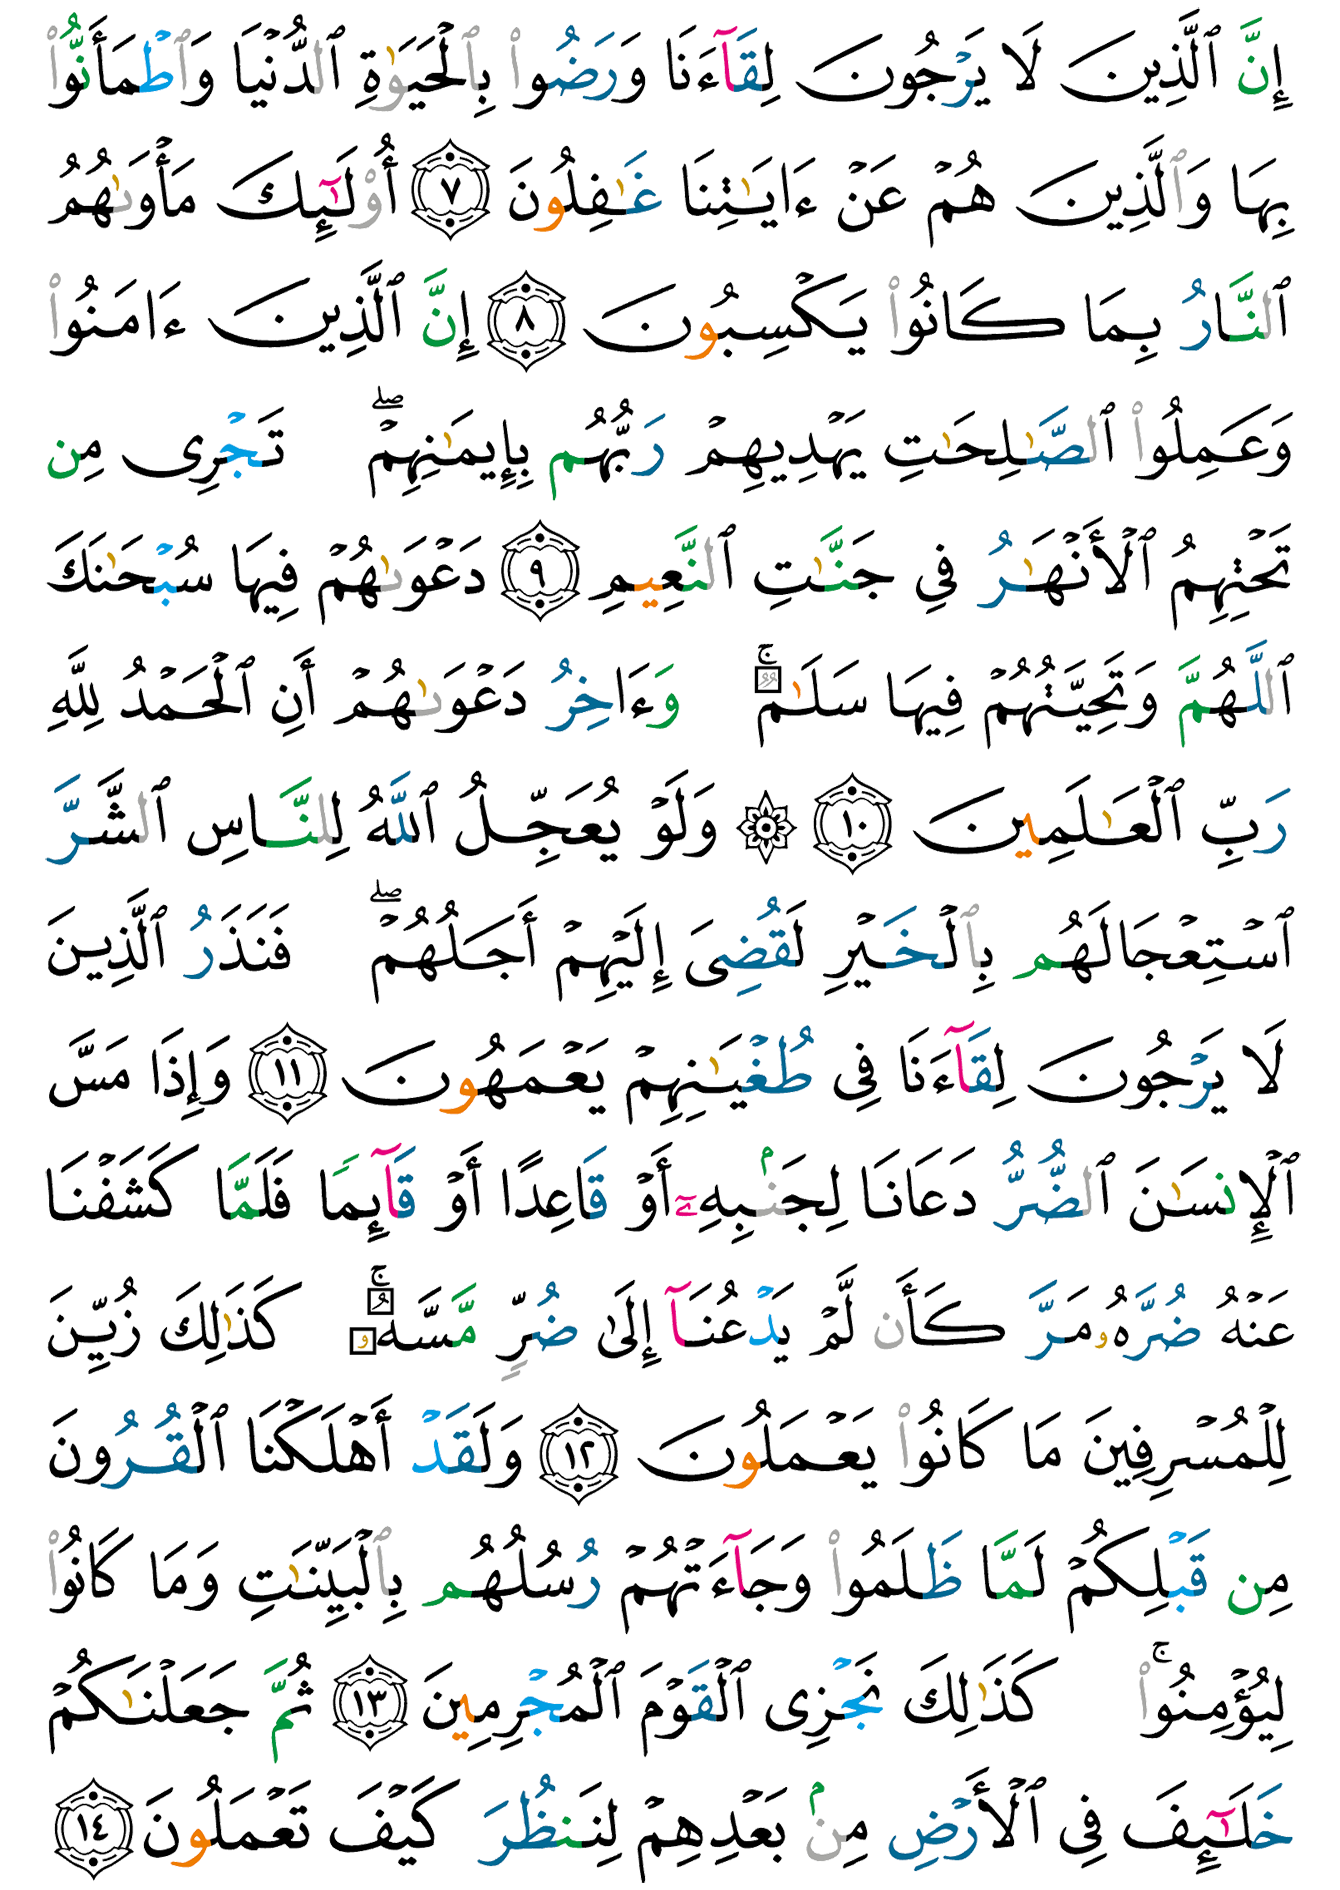 إِنَّ ٱلَّذِينَ لَا يَرْجُونَ لِقَآءَنَا وَرَضُوا۟ بِٱلْحَيَوٰةِ ٱلدُّنْيَا وَٱطْمَأَنُّوا۟
بِهَا وَٱلَّذِينَ هُمْ عَنْ ءَايَـٰتِنَا غَـٰفِلُونَ ٧ أُو۟لَـٰٓئِكَ مَأْوَىٰهُمُ
ٱلنَّارُ بِمَا كَانُوا۟ يَكْسِبُونَ ٨ إِنَّ ٱلَّذِينَ ءَامَنُوا۟
وَعَمِلُوا۟ ٱلصَّـٰلِحَـٰتِ يَهْدِيهِمْ رَبُّهُم بِإِيمَـٰنِهِمْ ۖ تَجْرِى مِن
تَحْتِهِمُ ٱلْأَنْهَـٰرُ فِي جَنَّـٰتِ ٱلنَّعِيمِ ٩ دَعْوَىٰهُمْ فِيهَا سُبْحَـٰنَكَ
ٱللَّهُمَّ وَتَحِيَّتُهُمْ فِيهَا سَلَـٰمٌ ۚ وَءَاخِرُ دَعْوَىٰهُمْ أَنِ ٱلْحَمْدُ لِلَّهِ
رَبِّ ٱلْعَـٰلَمِينَ ١٠ ۞ وَلَوْ يُعَجِّلُ ٱللَّهُ لِلنَّاسِ ٱلشَّرَّ
ٱسْتِعْجَالَهُم بِٱلْخَيْرِ لَقُضِىَ إِلَيْهِمْ أَجَلُهُمْ ۖ فَنَذَرُ ٱلَّذِينَ
لَا يَرْجُونَ لِقَآءَنَا فِى طُغْيَـٰنِهِمْ يَعْمَهُونَ ١١ وَإِذَا مَسَّ
ٱلْإِنسَـٰنَ ٱلضُّرُّ دَعَانَا لِجَنۢبِهِۦٓ أَوْ قَاعِدًا أَوْ قَآئِمًا فَلَمَّا كَشَفْنَا
عَنْهُ ضُرَّهُۥ مَرَّ كَأَن لَّمْ يَدْعُنَآ إِلَىٰ ضُرٍّ مَّسَّهُۥ ۚ كَذَٰلِكَ زُيِّنَ
لِلْمُسْرِفِينَ مَا كَانُوا۟ يَعْمَلُونَ ١٢ وَلَقَدْ أَهْلَكْنَا ٱلْقُرُونَ
مِن قَبْلِكُمْ لَمَّا ظَلَمُوا۟ وَجَآءَتْهُمْ رُسُلُهُم بِٱلْبَيِّنَـٰتِ وَمَا كَانُوا۟
لِيُؤْمِنُوا۟ ۚ كَذَٰلِكَ نَجْزِى ٱلْقَوْمَ ٱلْمُجْرِمِينَ ١٣ ثُمَّ جَعَلْنَـٰكُمْ
خَلَـٰٓئِفَ فِى ٱلْأَرْضِ مِنۢ بَعْدِهِمْ لِنَنظُرَ كَيْفَ تَعْمَلُونَ ١٤